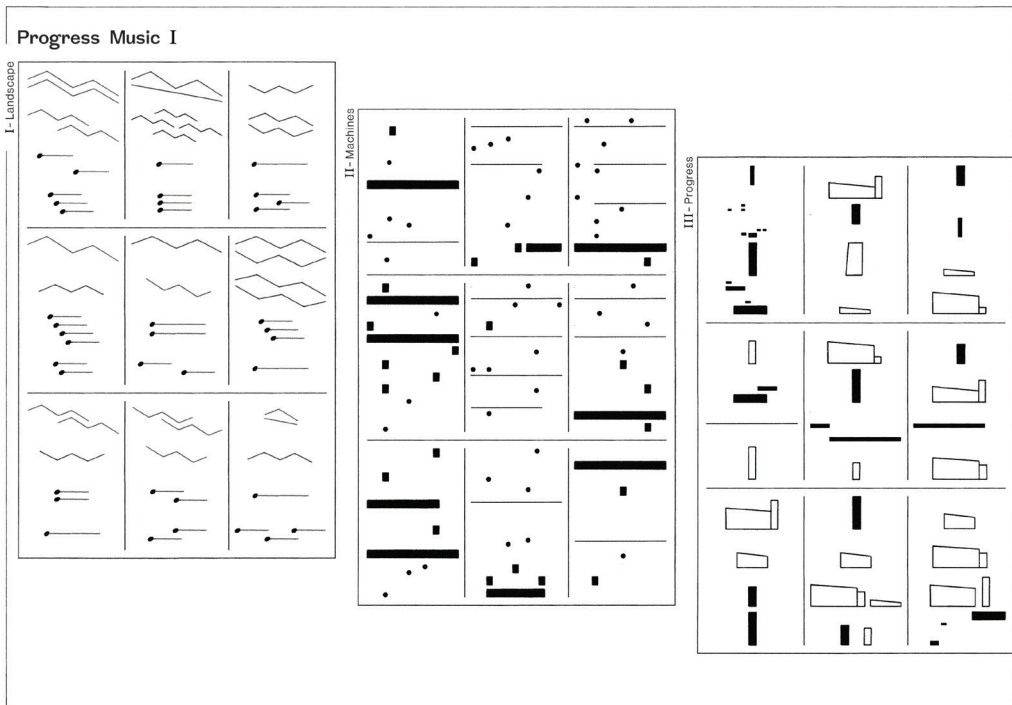 Progress Music I
I - Landscape
II - Machines
III - Progress